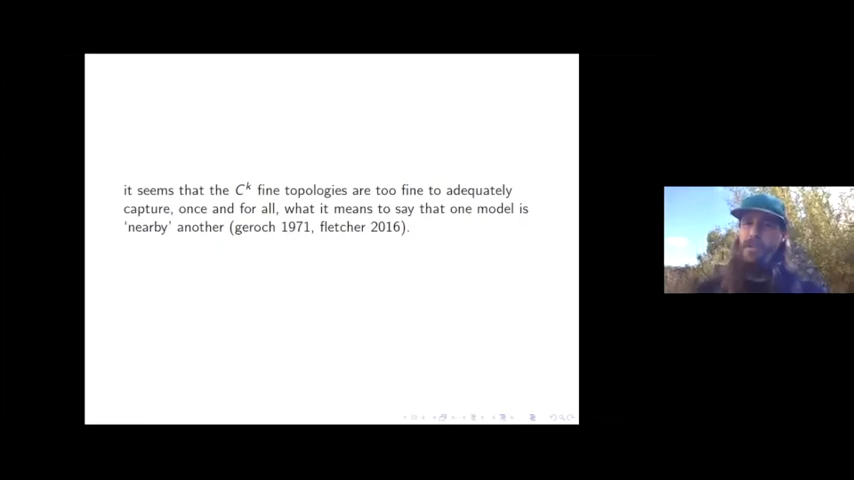 it seems that the C^k fine topologies are too fine to adequately
capture, once and for all, what it means to say that one model is
‘nearby’ another (geroch 1971, fletcher 2016).